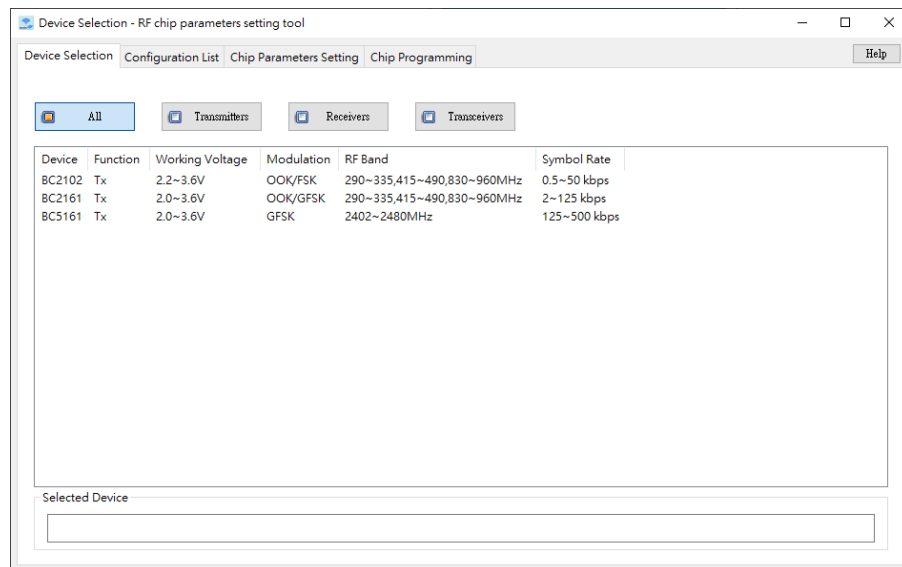 Device Selection - RF chip parameters setting tool
Device Selection Configuration List Chip Parameters Setting Chip Programming Help
All Transmitters Receivers Transceivers
Device Function Working Voltage Modulation RF Band Symbol Rate
BC2102 Tx 2.2~3.6V OOK/FSK 290~335,415~490,830~960MHz 0.5~50 kbps
BC2161 Tx 2.0~3.6V OOK/GFSK 290~335,415~490,830~960MHz 2~125 kbps
BC5161 Tx 2.0~3.6V GFSK 2402~2480MHz 125~500 kbps
Selected Device